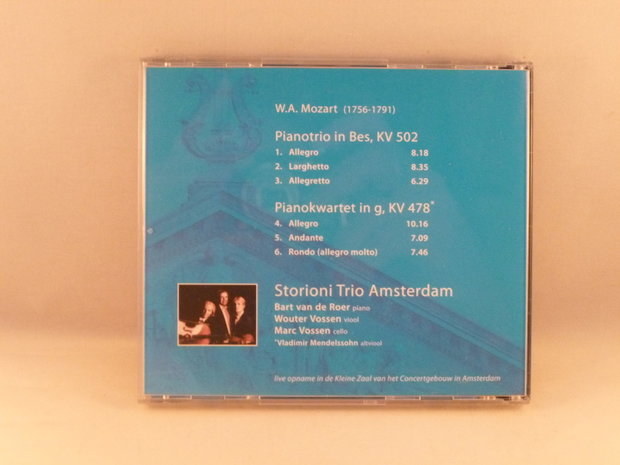 W.A. Mozart (1756-1791)
Pianotrio in Bes, KV 502
1. Allegro 8.18
2. Larghetto 8.35
3. Allegretto 6.29
Pianokwartet in g, KV 478*
4. Allegro 10.16
5. Andante 7.09
6. Rondo (allegro molto) 7.46
Storioni Trio Amsterdam
Bart van de Roer piano
Wouter Vossen viool
Marc Vossen cello
*Vladimir Mendelssohn altviool
live opname in de Kleine Zaal van het Concertgebouw in Amsterdam